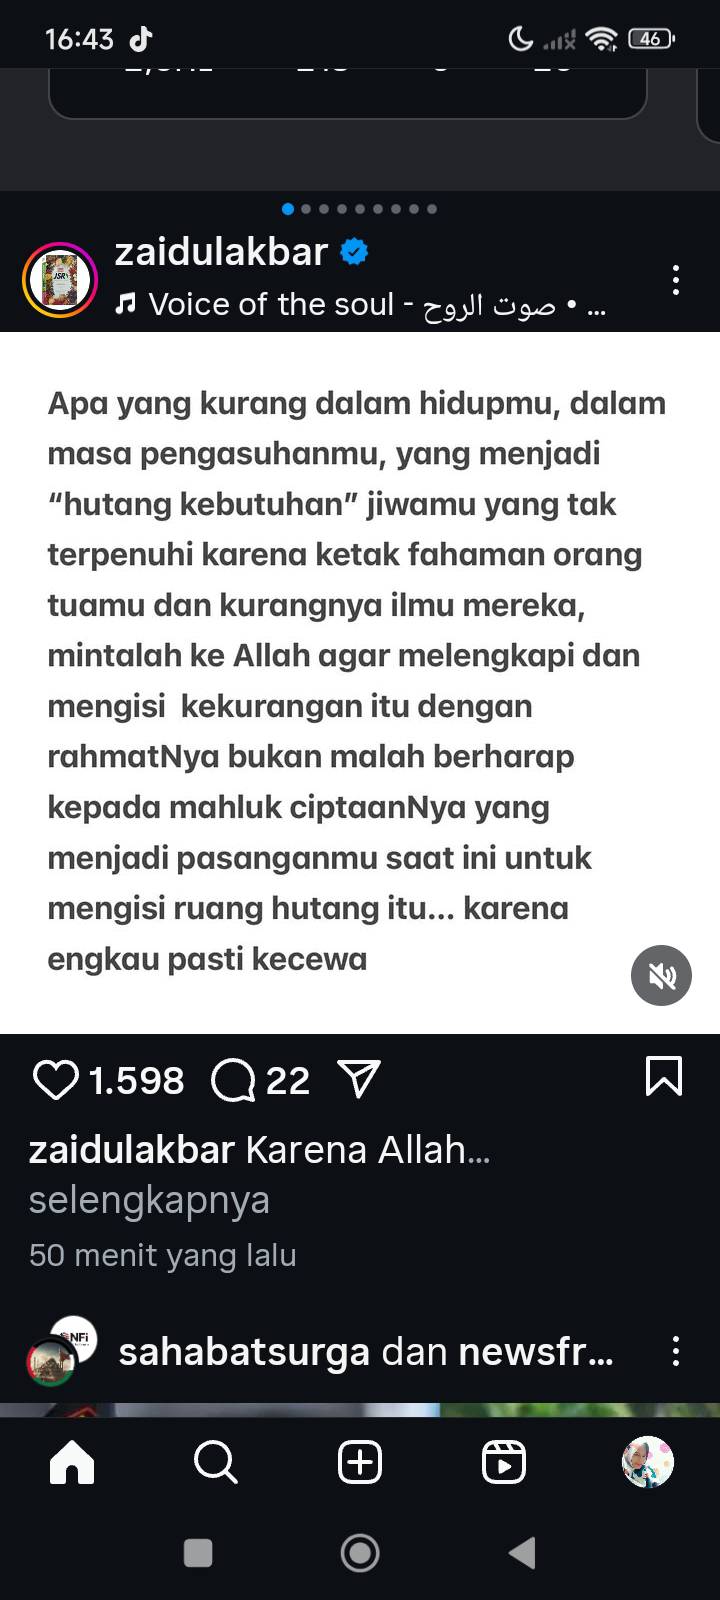 16:43
46
zaidulakbar
Voice of the soul - صوت الروح • ...
Apa yang kurang dalam hidupmu, dalam
masa pengasuhanmu, yang menjadi
“hutang kebutuhan” jiwamu yang tak
terpenuhi karena ketak fahaman orang
tuamu dan kurangnya ilmu mereka,
mintalah ke Allah agar melengkapi dan
mengisi  kekurangan itu dengan
rahmatNya bukan malah berharap
kepada mahluk ciptaanNya yang
menjadi pasanganmu saat ini untuk
mengisi ruang hutang itu... karena
engkau pasti kecewa
1.598 22
zaidulakbar Karena Allah...
selengkapnya
50 menit yang lalu
NFi
sahabatsurga dan newsfr...